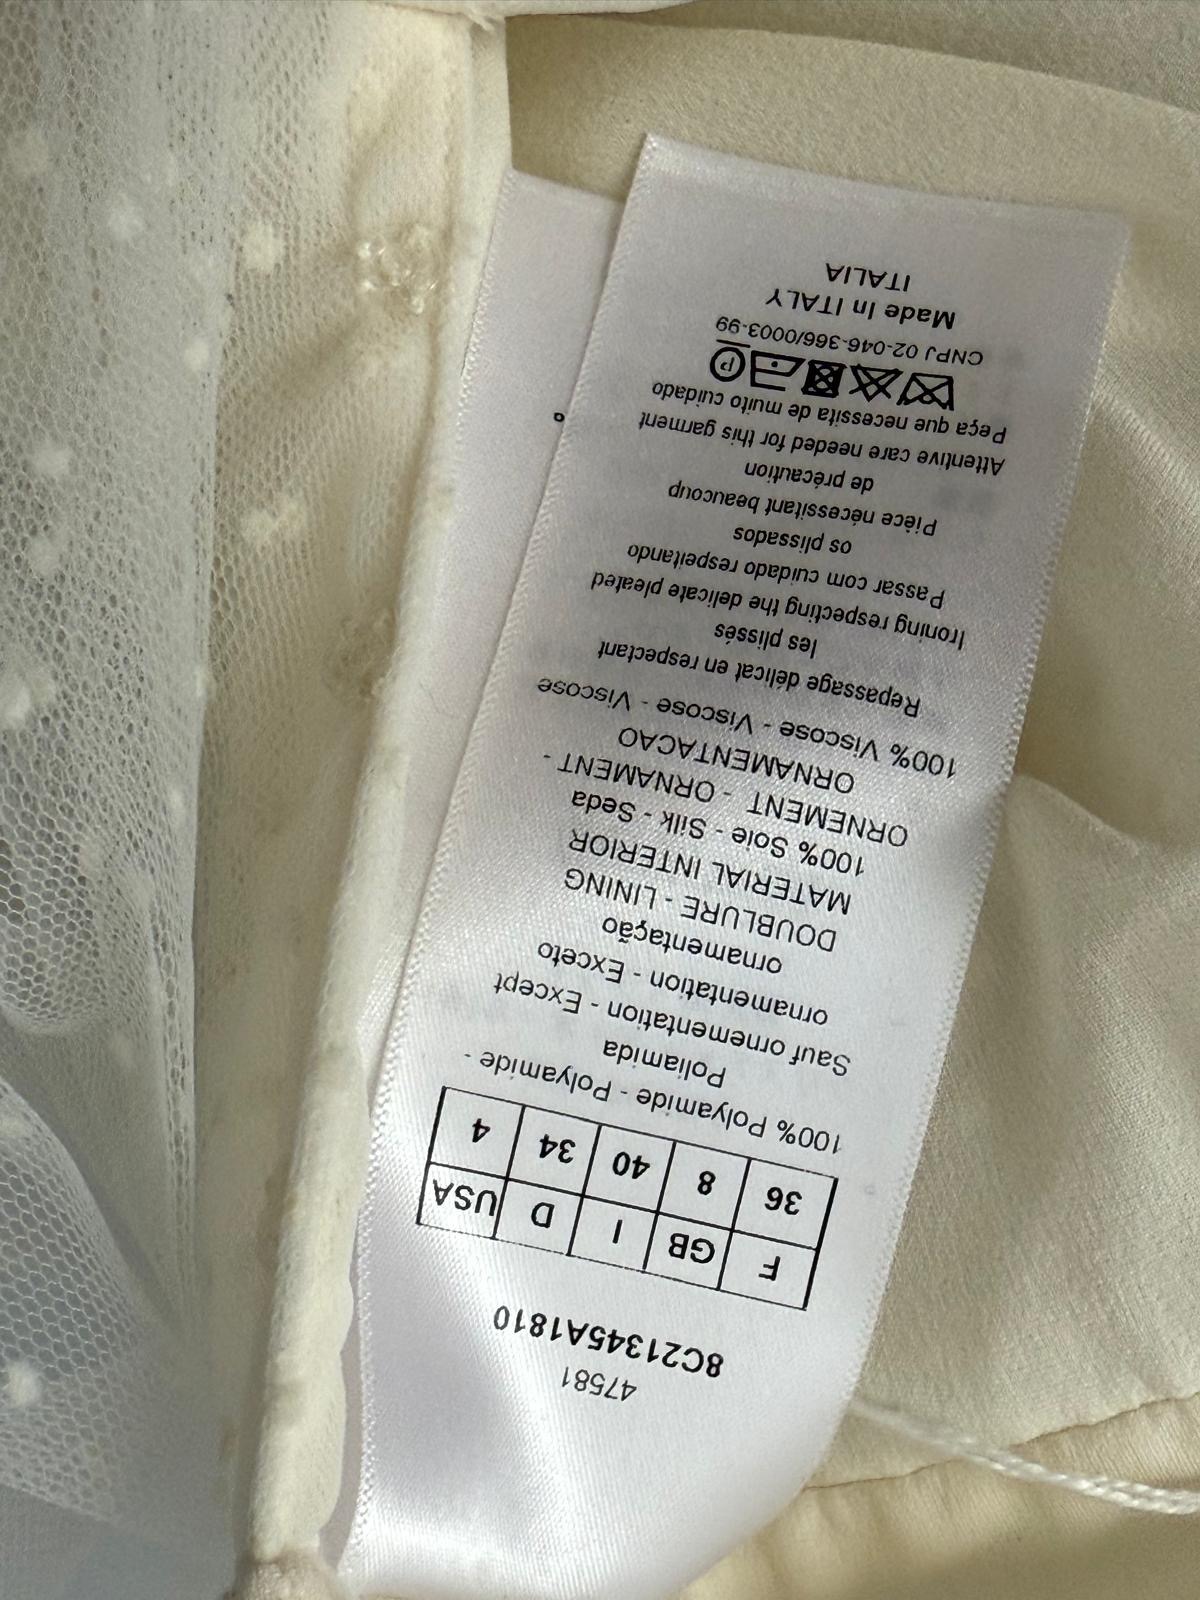 47581
8C21345A1810
F GB I D USA
36 8 40 34 4
100% Polyamide - Polyamide -
Poliamida
Sauf ornementation - Except
ornamentation - Exceto
ornamentação
DOUBLURE - LINING
MATERIAL INTERIOR
100% Soie - Silk - Seda
ORNEMENT - ORNAMENT -
ORNAMENTACAO
100% Viscose - Viscose - Viscose
Repassage délicat en respectant
les plissés
Ironing respecting the delicate pleated
Passar com cuidado respeitando
os plissados
Pièce nécessitant beaucoup
de précaution
Attentive care needed for this garment
Peça que necessita de muito cuidado
P
CNPJ 02-046-366/0003-99
Made In ITALY
ITALIA